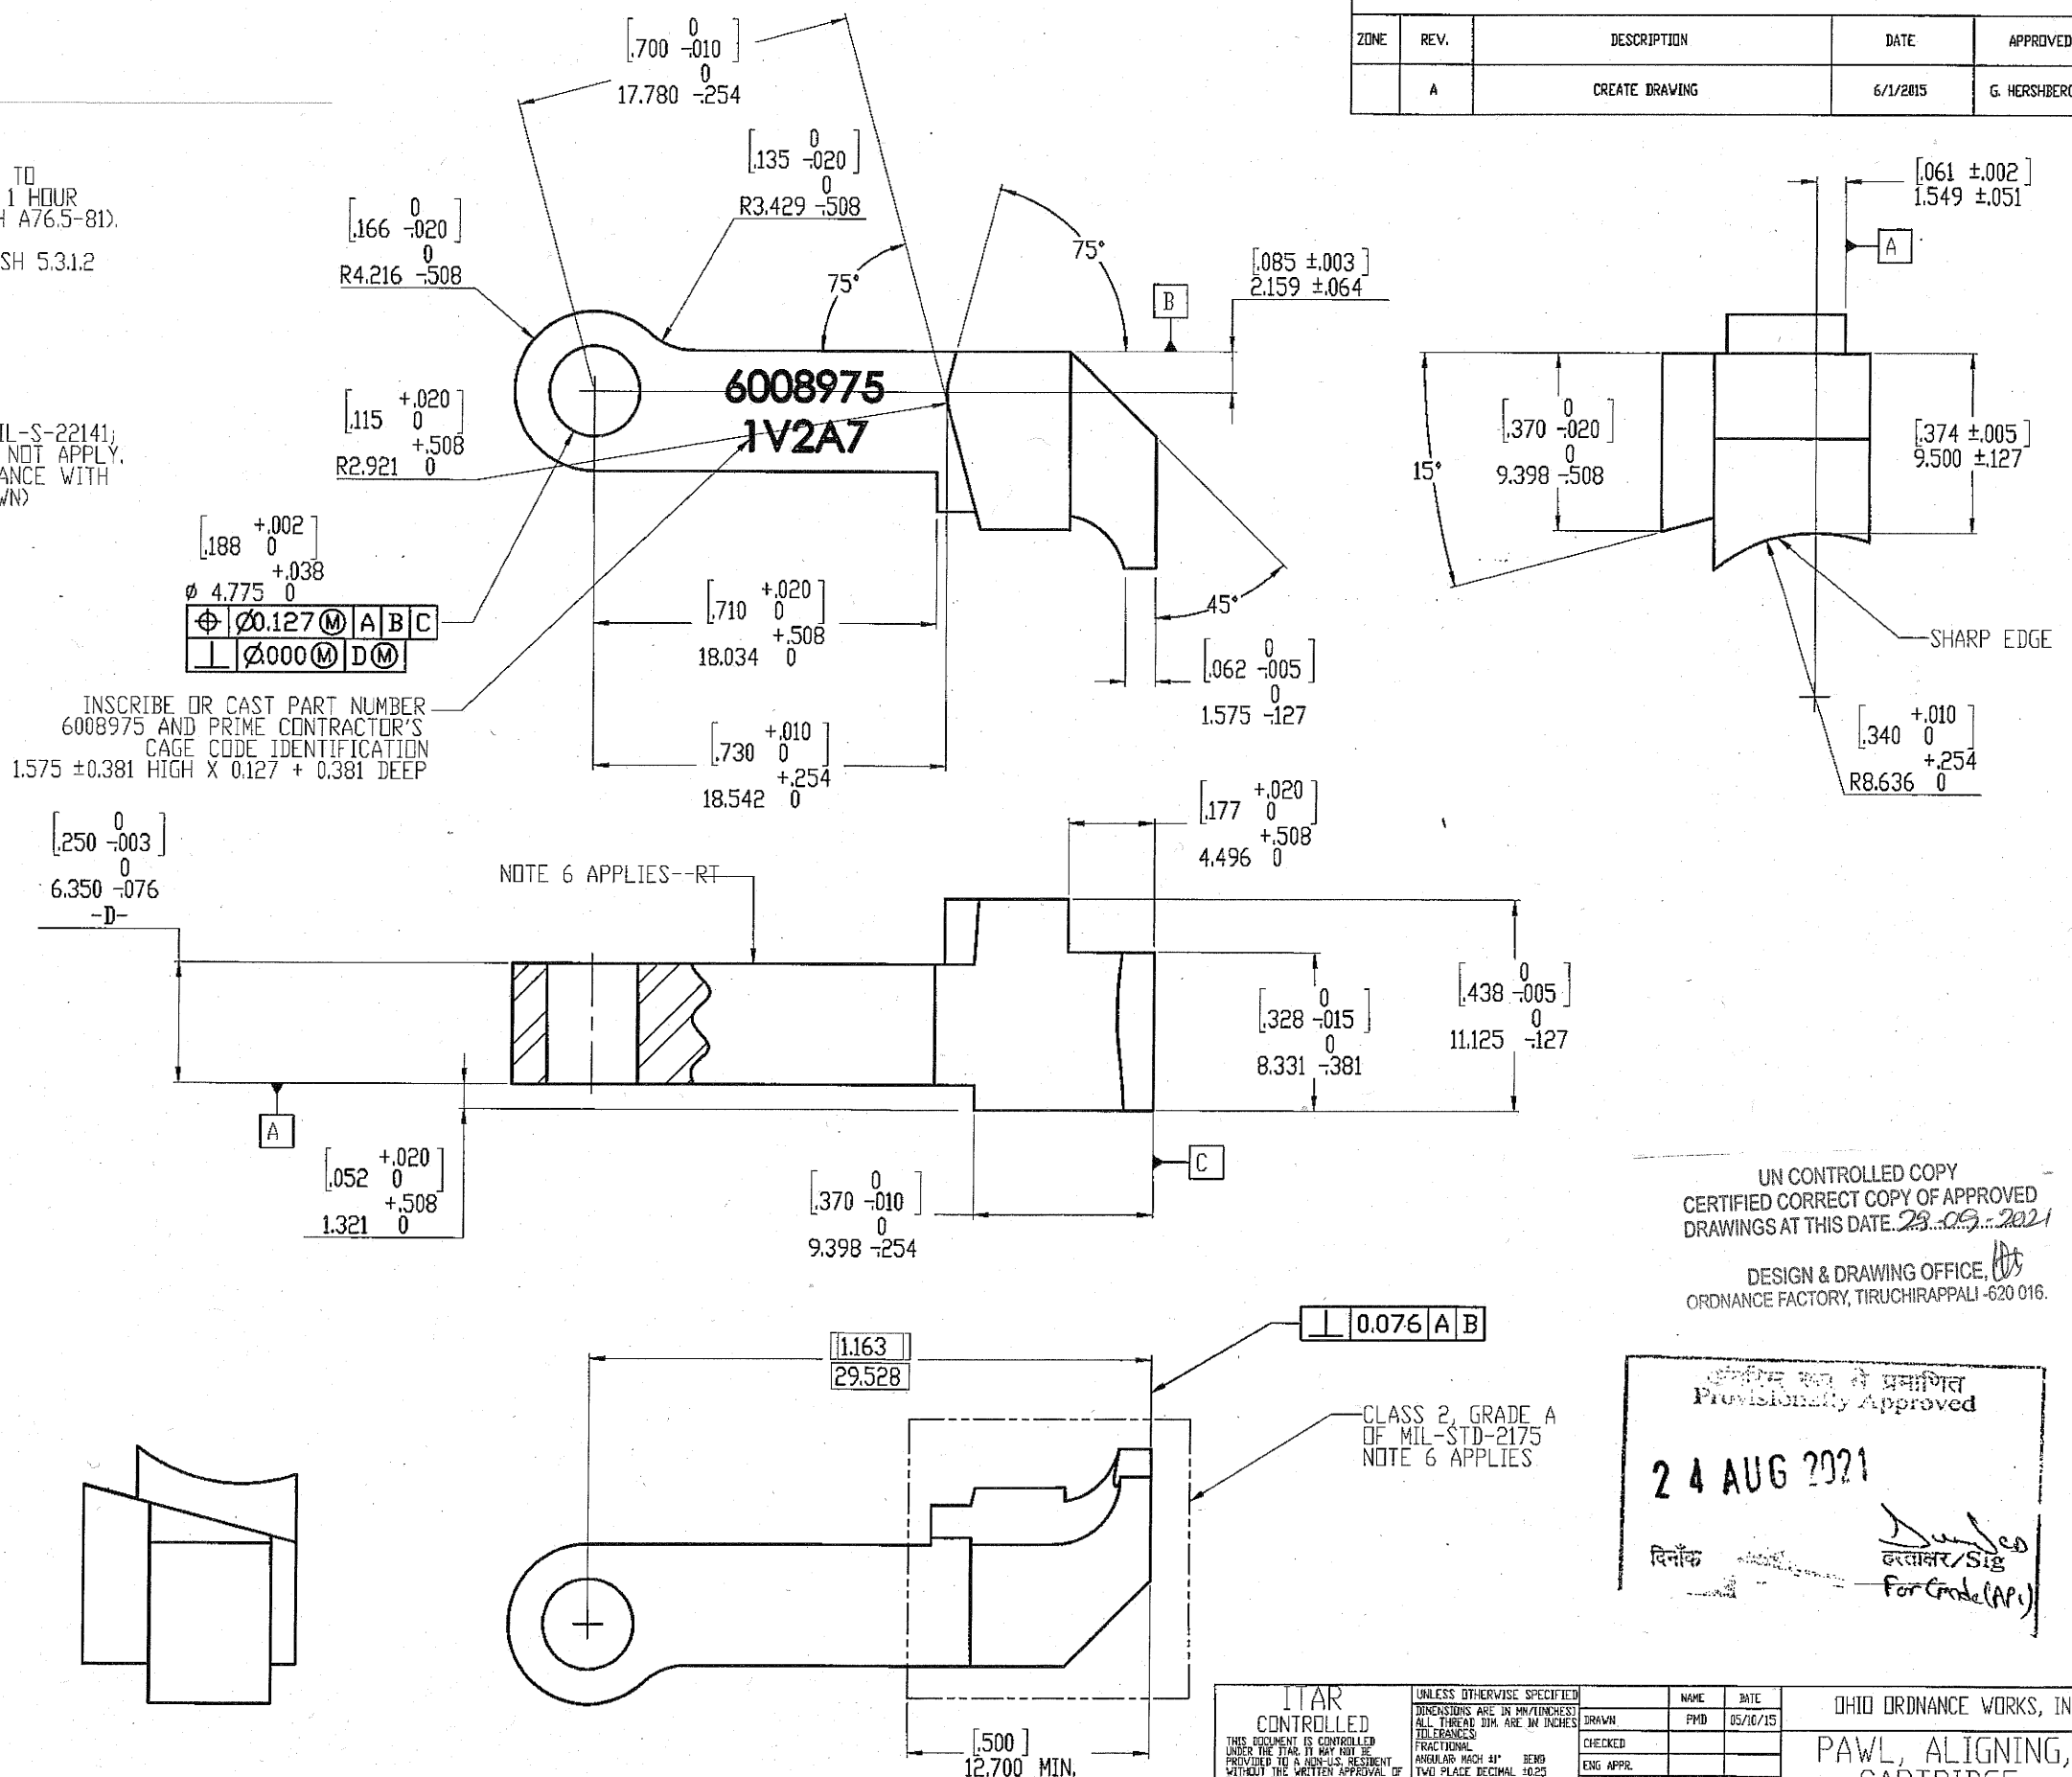 ZONE REV. DESCRIPTION DATE APPROVED
A CREATE DRAWING 6/1/2015 G. HERSHBERG
TO
1 HOUR
H A76.5-81).
SH 5.3.1.2
IL-S-22141;
NOT APPLY.
ANCE WITH
WN)
[.700 0 -.010]
17.780 0 -.254
[.135 0 -.020]
R3.429 0 -.508
[.166 0 -.020]
R4.216 0 -.508
75°
75°
B
[.085 ±.003]
2.159 ±.064
[.061 ±.002]
1.549 ±.051
A
6008975
1V2A7
[.115 +.020 0]
R2.921 +.508 0
[.188 +.002 0]
Ø 4.775 +.038 0
⌖ Ø0.127 Ⓜ A B C
⊥ Ø.000 Ⓜ D Ⓜ
INSCRIBE OR CAST PART NUMBER
6008975 AND PRIME CONTRACTOR'S
CAGE CODE IDENTIFICATION
1.575 ±0.381 HIGH X 0.127 + 0.381 DEEP
[.710 +.020 0]
18.034 +.508 0
[.730 +.010 0]
18.542 +.254 0
45°
[.062 0 -.005]
1.575 0 -.127
15°
[.370 0 -.020]
9.398 0 -.508
[.374 ±.005]
9.500 ±.127
SHARP EDGE
[.340 +.010 0]
R8.636 +.254 0
[.250 0 -.003]
6.350 0 -.076
-D-
NOTE 6 APPLIES--RT
[.177 +.020 0]
4.496 +.508 0
[.328 0 -.015]
8.331 0 -.381
[.438 0 -.005]
11.125 0 -.127
A
[.052 +.020 0]
1.321 +.508 0
[.370 0 -.010]
9.398 0 -.254
C
UN CONTROLLED COPY
CERTIFIED CORRECT COPY OF APPROVED
DRAWINGS AT THIS DATE 29-09-2021
DESIGN & DRAWING OFFICE,
ORDNANCE FACTORY, TIRUCHIRAPPALI -620 016.
[1.163]
29.528
⊥ 0.076 A B
CLASS 2, GRADE A
OF MIL-STD-2175
NOTE 6 APPLIES
से प्रमाणित
Provisionally Approved
24 AUG 2021
दिनाँक
हस्ताक्षर/Sig
For
[.500]
12.700 MIN.
ITAR
CONTROLLED
THIS DOCUMENT IS CONTROLLED
UNDER THE ITAR. IT MAY NOT BE
PROVIDED TO A NON-U.S. RESIDENT
WITHOUT THE WRITTEN APPROVAL OF
UNLESS OTHERWISE SPECIFIED
DIMENSIONS ARE IN MM/[INCHES]
ALL THREAD DIM. ARE IN INCHES
TOLERANCES:
FRACTIONAL
ANGULAR: MACH ±1° BEND
TWO PLACE DECIMAL ±0.25
NAME DATE
DRAWN PMD 05/10/15
CHECKED
ENG APPR.
OHIO ORDNANCE WORKS, IN
PAWL, ALIGNING,
CARTRIDGE